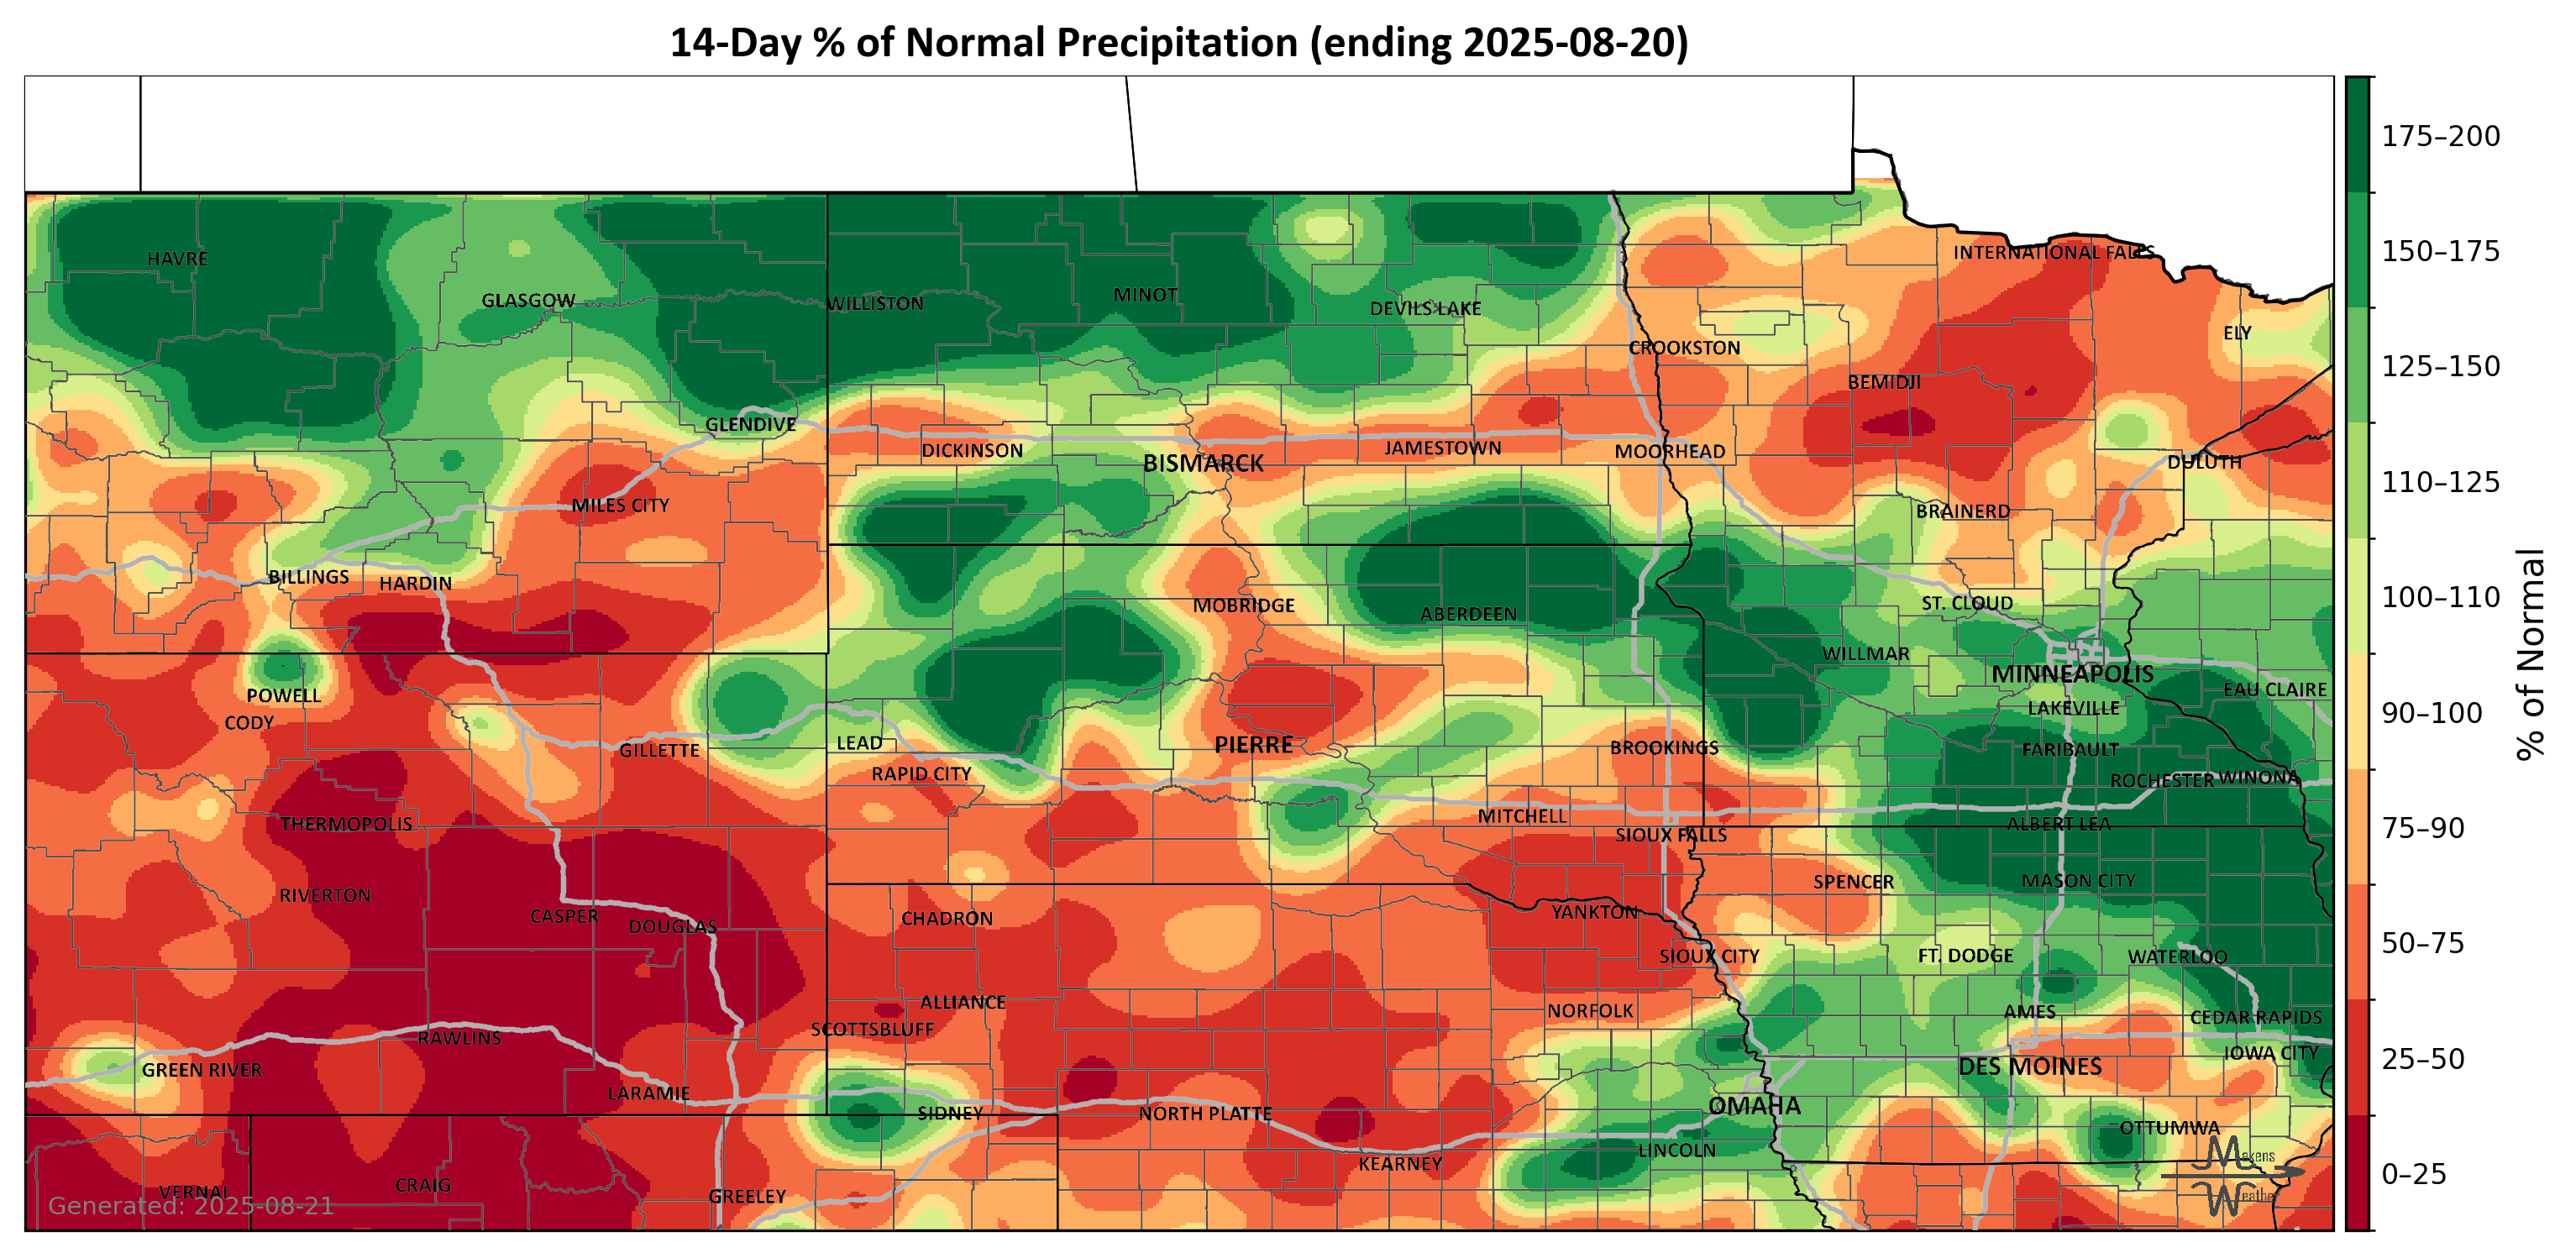 14-Day % of Normal Precipitation (ending 2025-08-20)
175–200
150–175
125–150
110–125
100–110
90–100
75–90
50–75
25–50
0–25
% of Normal
INTERNATIONAL FALLS
HAVRE
GLASGOW
WILLISTON
MINOT
DEVILS LAKE
ELY
CROOKSTON
BEMIDJI
GLENDIVE
DICKINSON
BISMARCK
JAMESTOWN
MOORHEAD
DULUTH
MILES CITY
BRAINERD
BILLINGS
HARDIN
MOBRIDGE
ABERDEEN
ST. CLOUD
WILLMAR
MINNEAPOLIS
POWELL
EAU CLAIRE
CODY
LAKEVILLE
GILLETTE
LEAD
PIERRE
BROOKINGS
FARIBAULT
RAPID CITY
ROCHESTER
WINONA
THERMOPOLIS
MITCHELL
SIOUX FALLS
ALBERT LEA
RIVERTON
SPENCER
MASON CITY
CASPER
DOUGLAS
CHADRON
YANKTON
SIOUX CITY
FT. DODGE
WATERLOO
ALLIANCE
NORFOLK
AMES
CEDAR RAPIDS
SCOTTSBLUFF
RAWLINS
IOWA CITY
GREEN RIVER
DES MOINES
LARAMIE
SIDNEY
NORTH PLATTE
OMAHA
OTTUMWA
LINCOLN
KEARNEY
VERNAL
CRAIG
GREELEY
Generated: 2025-08-21
Makens
Weather